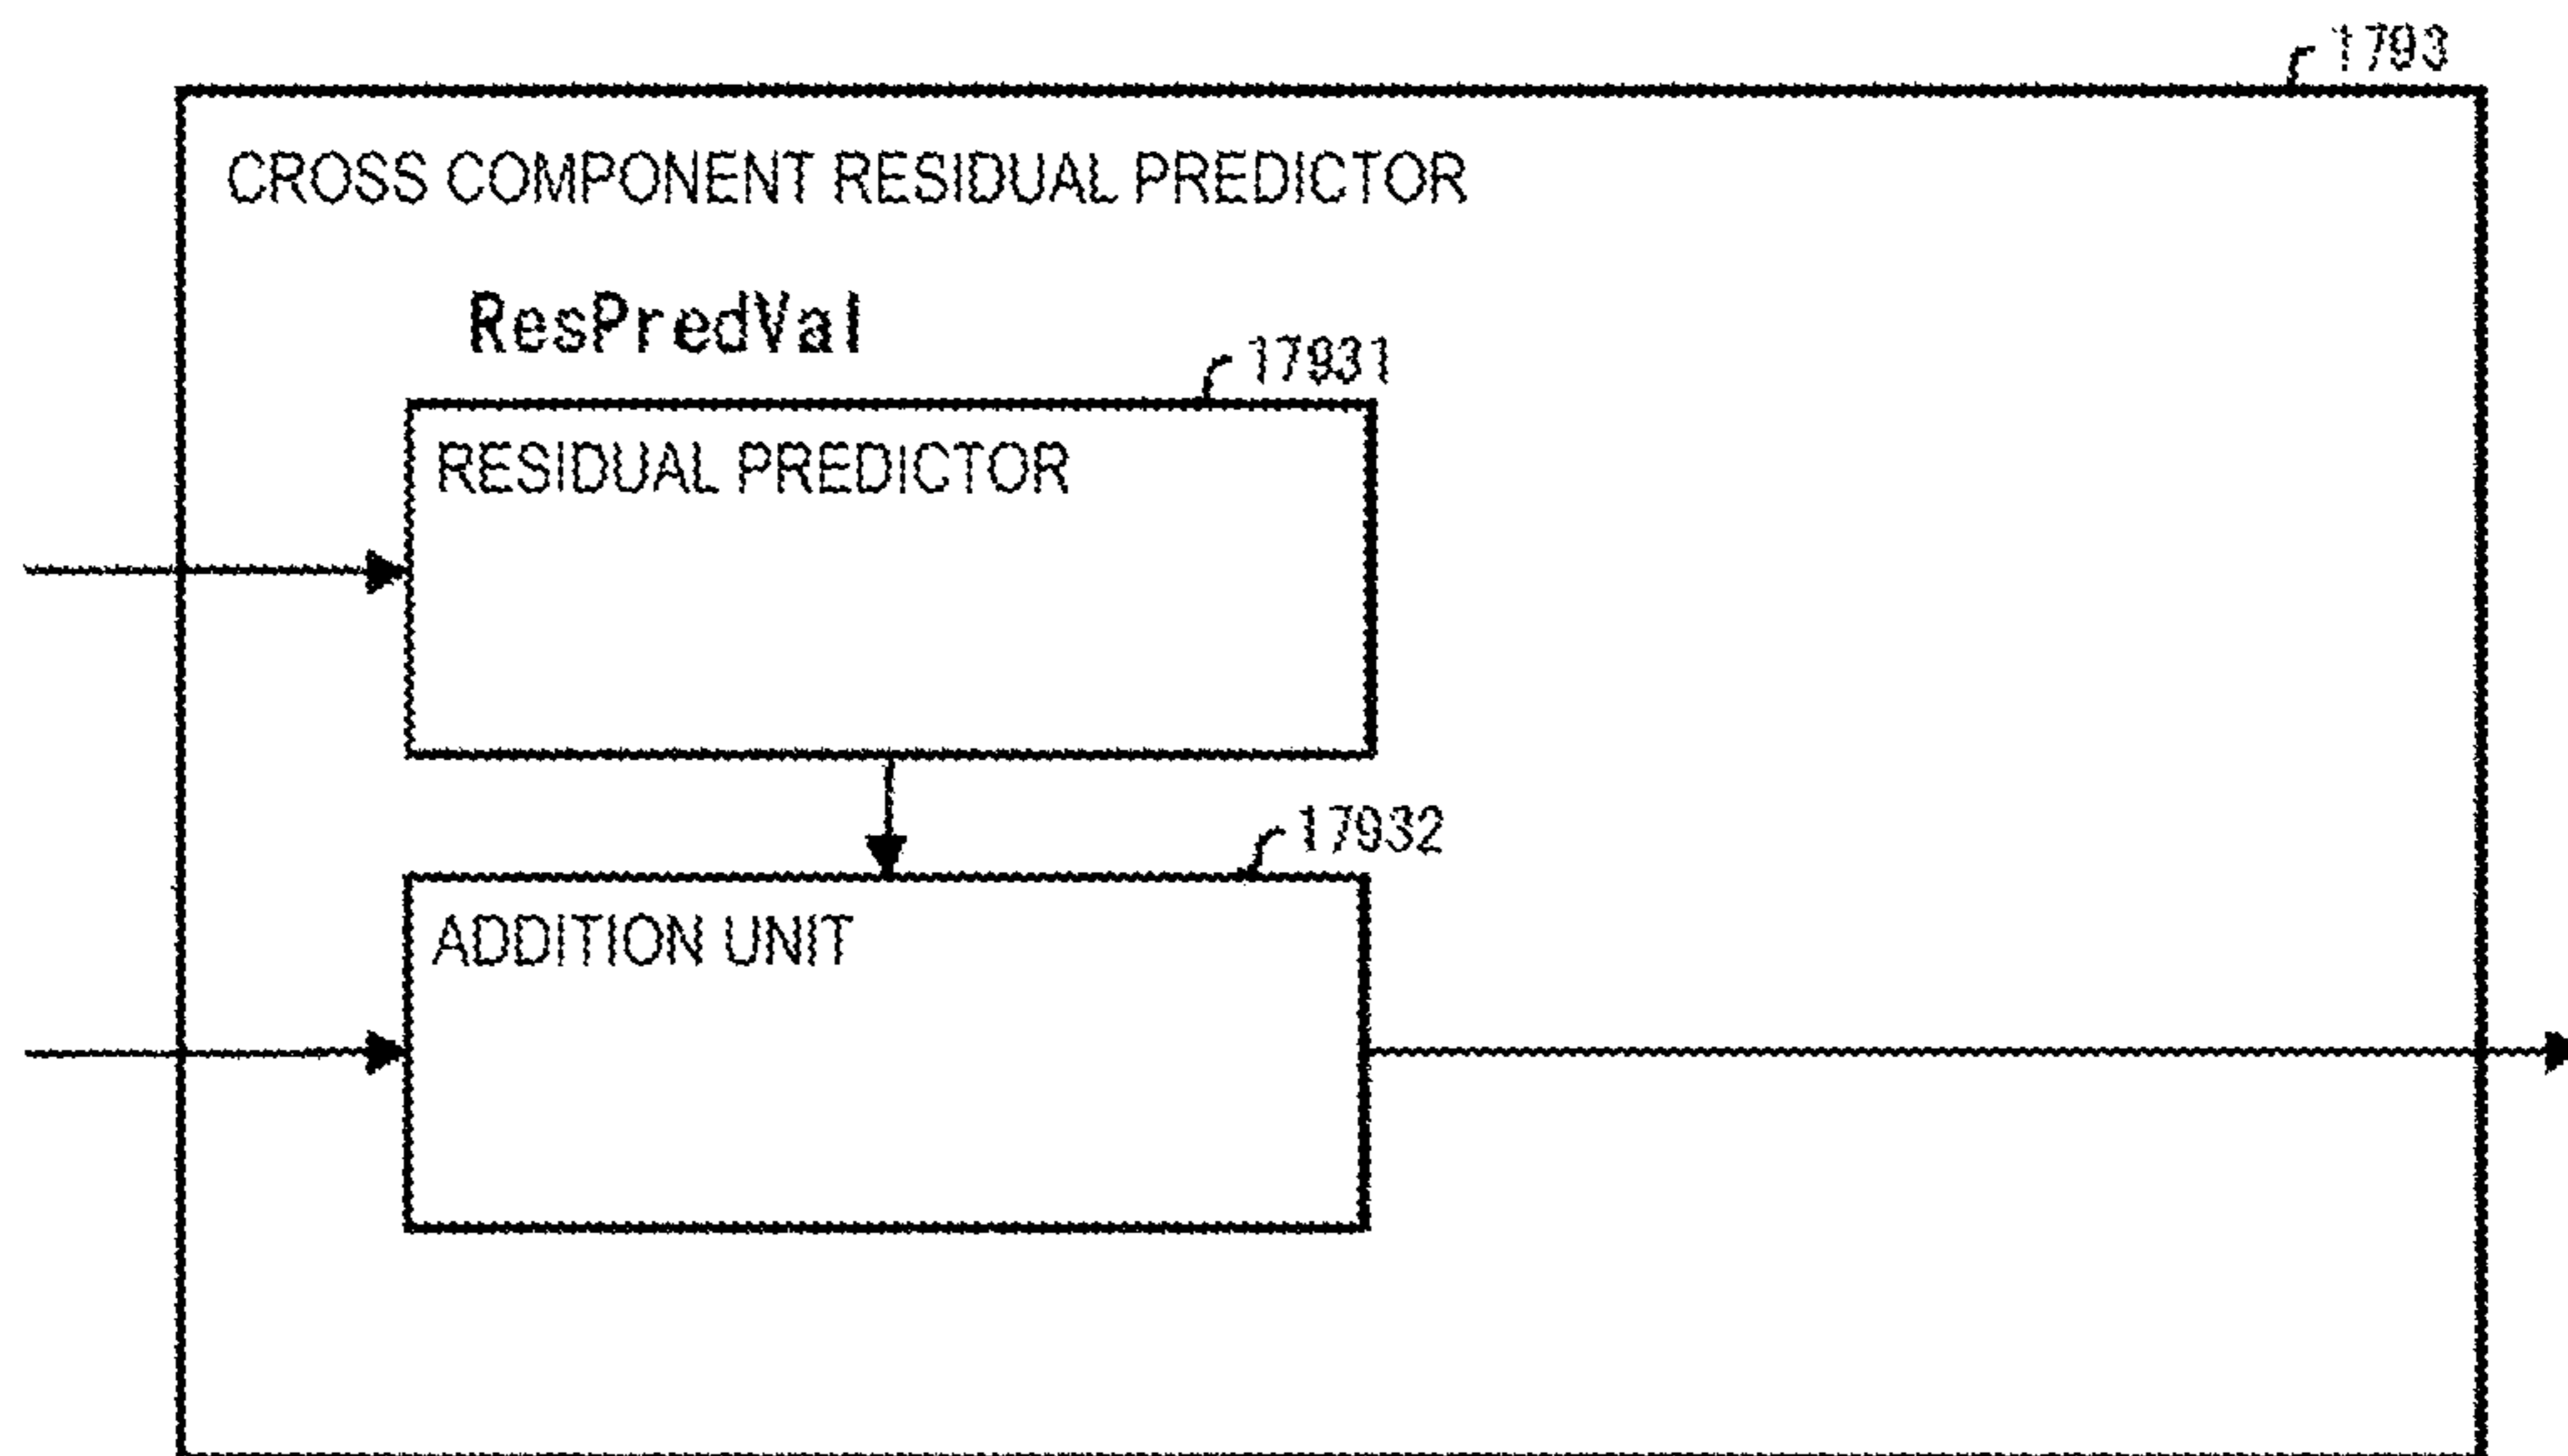 1793
CROSS COMPONENT RESIDUAL PREDICTOR
ResPredVal
17931
RESIDUAL PREDICTOR
17932
ADDITION UNIT